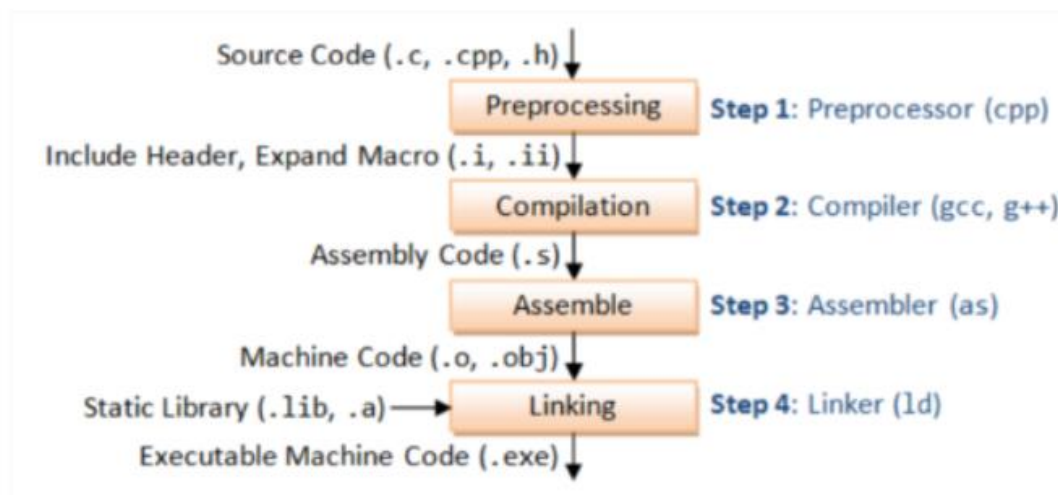 Source Code (.c, .cpp, .h)
Preprocessing
Step 1: Preprocessor (cpp)
Include Header, Expand Macro (.i, .ii)
Compilation
Step 2: Compiler (gcc, g++)
Assembly Code (.s)
Assemble
Step 3: Assembler (as)
Machine Code (.o, .obj)
Static Library (.lib, .a)
Linking
Step 4: Linker (ld)
Executable Machine Code (.exe)